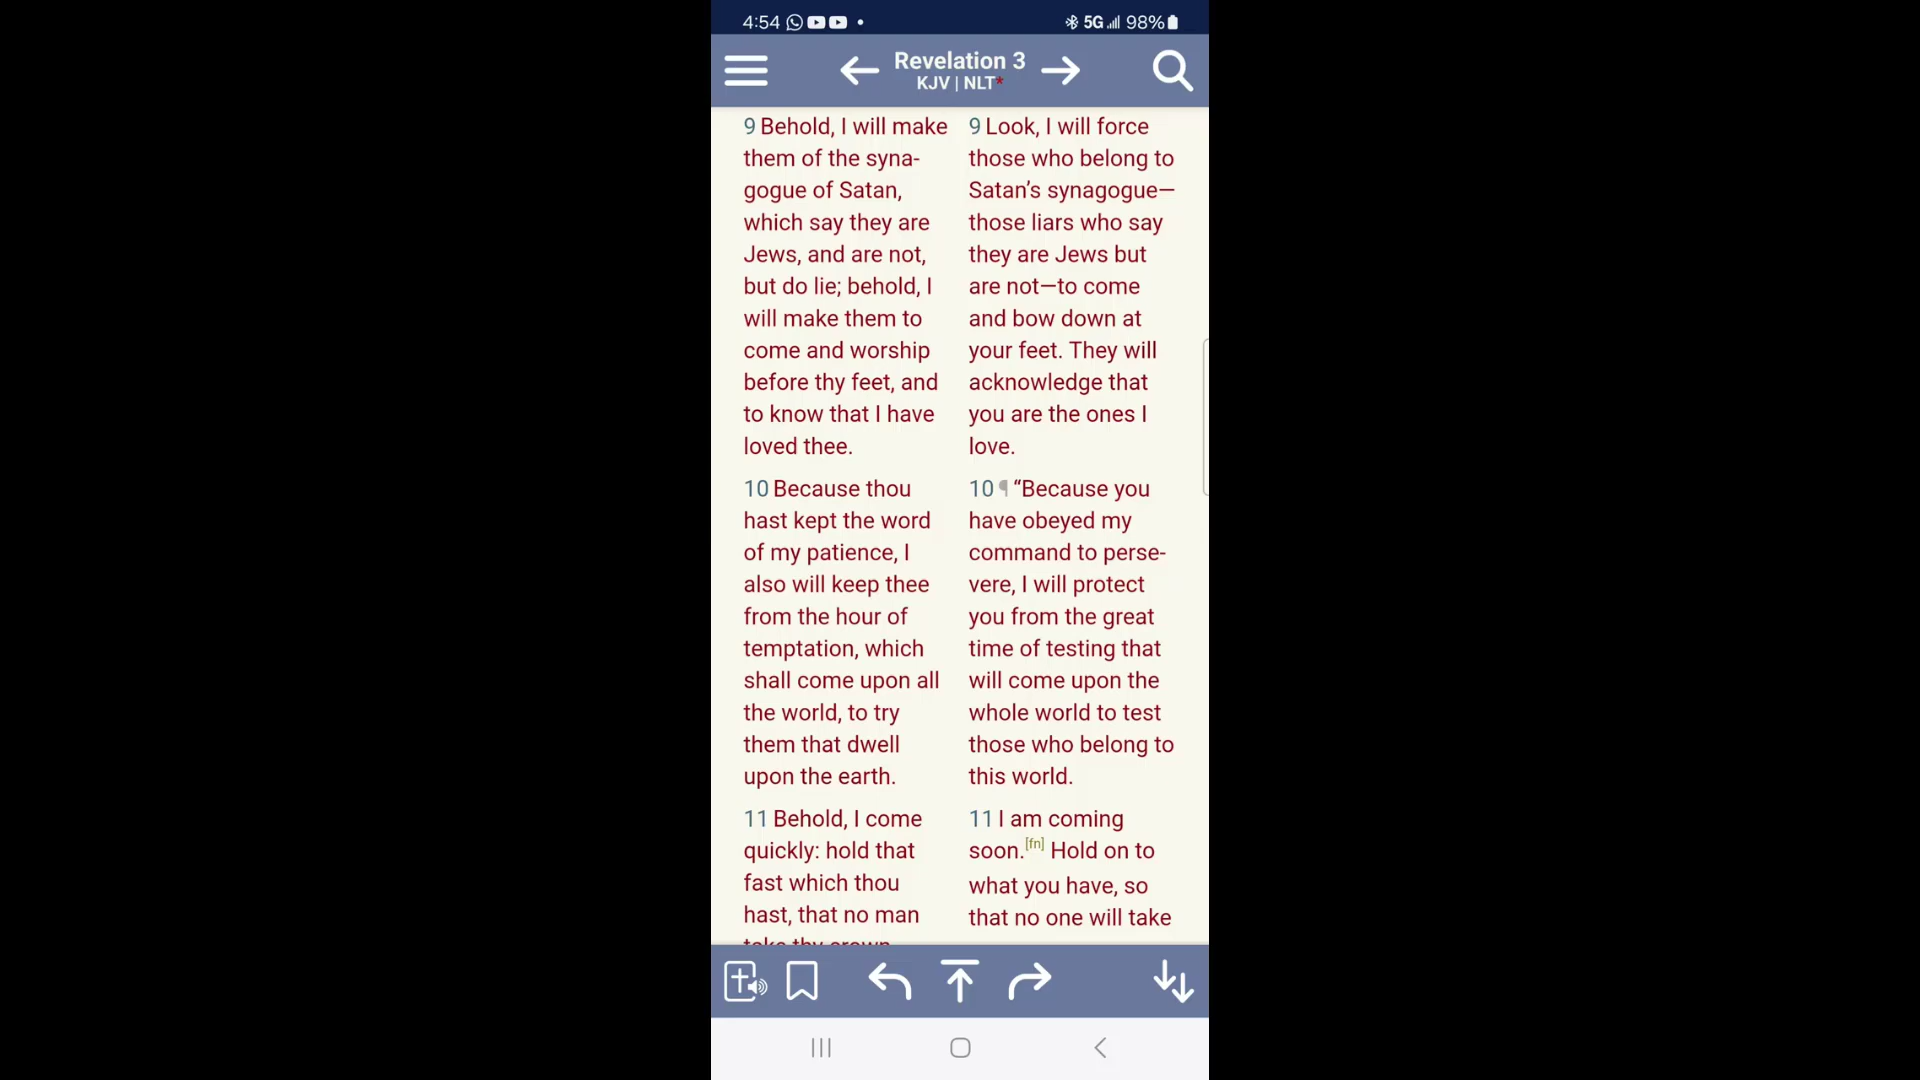 4:54
5G 98%
Revelation 3
KJV | NLT*
9 Behold, I will make
them of the syna-
gogue of Satan,
which say they are
Jews, and are not,
but do lie; behold, I
will make them to
come and worship
before thy feet, and
to know that I have
loved thee.
10 Because thou
hast kept the word
of my patience, I
also will keep thee
from the hour of
temptation, which
shall come upon all
the world, to try
them that dwell
upon the earth.
11 Behold, I come
quickly: hold that
fast which thou
hast, that no man
take thy crown
9 Look, I will force
those who belong to
Satan’s synagogue—
those liars who say
they are Jews but
are not—to come
and bow down at
your feet. They will
acknowledge that
you are the ones I
love.
10 ¶ “Because you
have obeyed my
command to perse-
vere, I will protect
you from the great
time of testing that
will come upon the
whole world to test
those who belong to
this world.
11 I am coming
soon.[fn] Hold on to
what you have, so
that no one will take